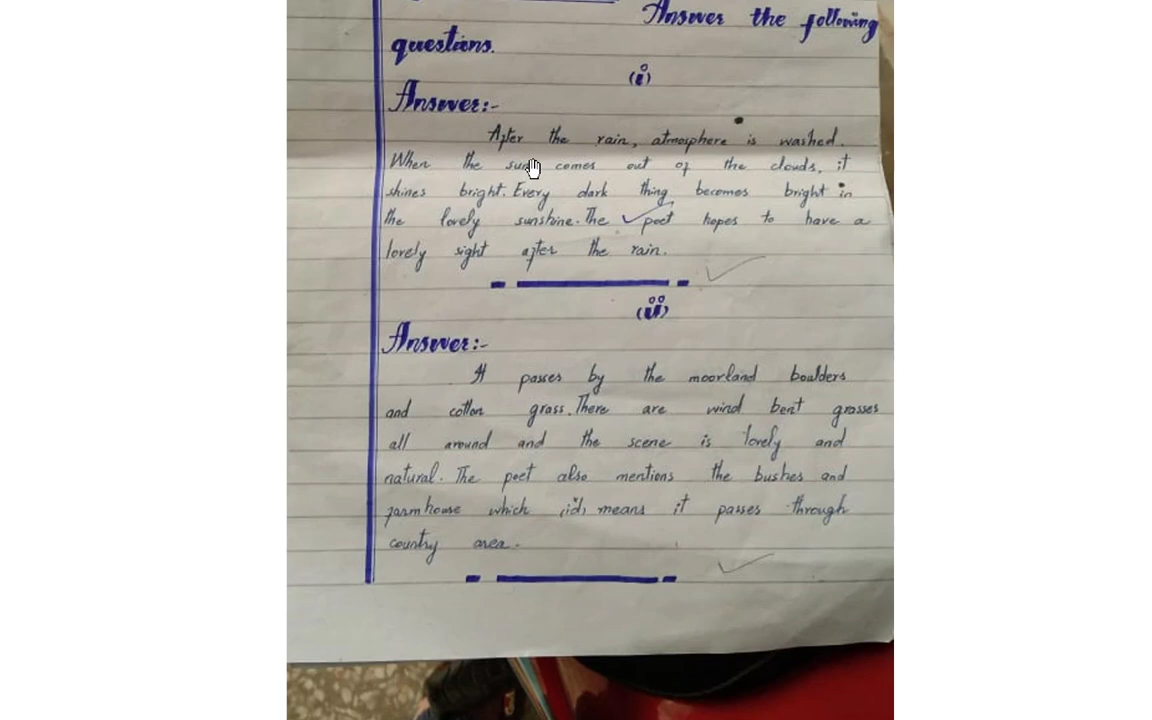 Answer the following
questions.
(i)
Answer:-
After the rain, atmosphere is washed.
When the sun comes out of the clouds, it
shines bright. Every dark thing becomes bright in
the lovely sunshine. The poet hopes to have a
lovely sight after the rain.
(ii)
Answer:-
It passes by the moorland boulders
and cotton grass. There are wind bent grasses
all around and the scene is lovely and
natural. The poet also mentions the bushes and
farmhouse which means it passes through
country area.